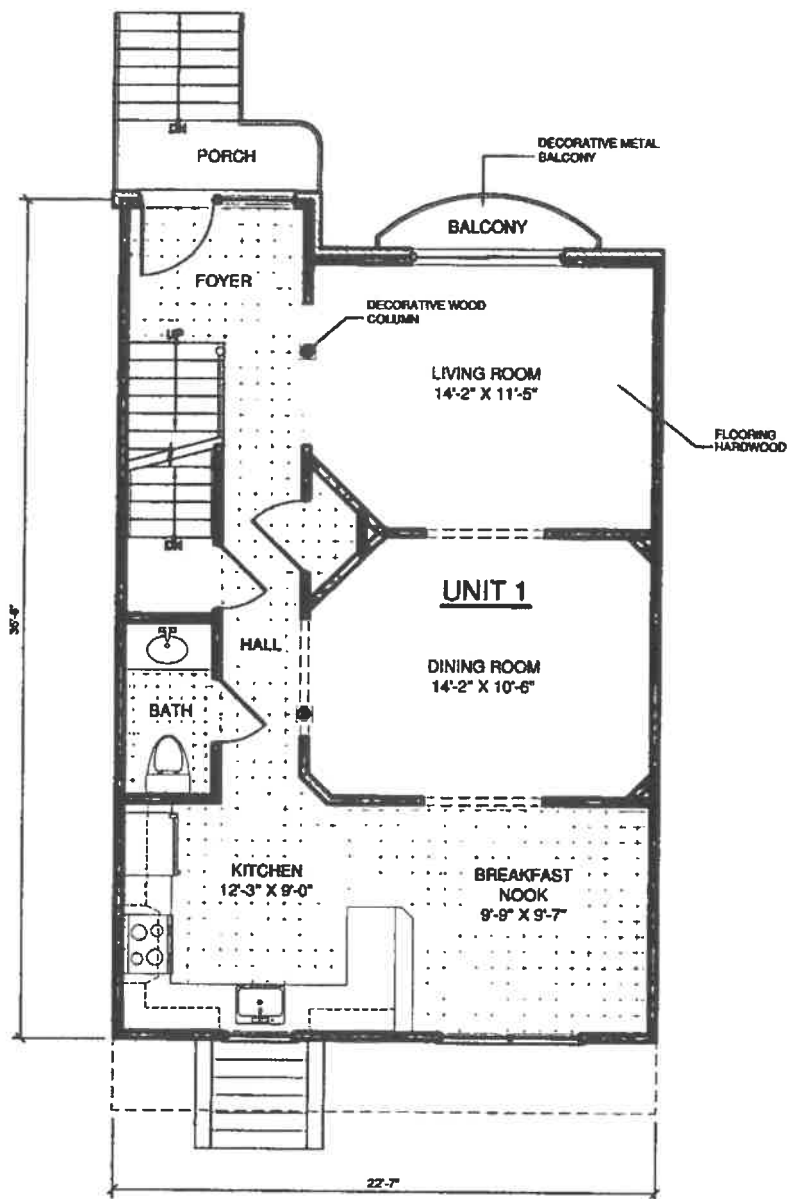 DN
PORCH
DECORATIVE METAL
BALCONY
BALCONY
FOYER
DECORATIVE WOOD
COLUMN
UP
LIVING ROOM
14'-2" X 11'-5"
FLOORING
HARDWOOD
DN
UNIT 1
HALL
DINING ROOM
14'-2" X 10'-6"
BATH
KITCHEN
12'-3" X 9'-0"
BREAKFAST
NOOK
9'-9" X 9'-7"
22'-7"